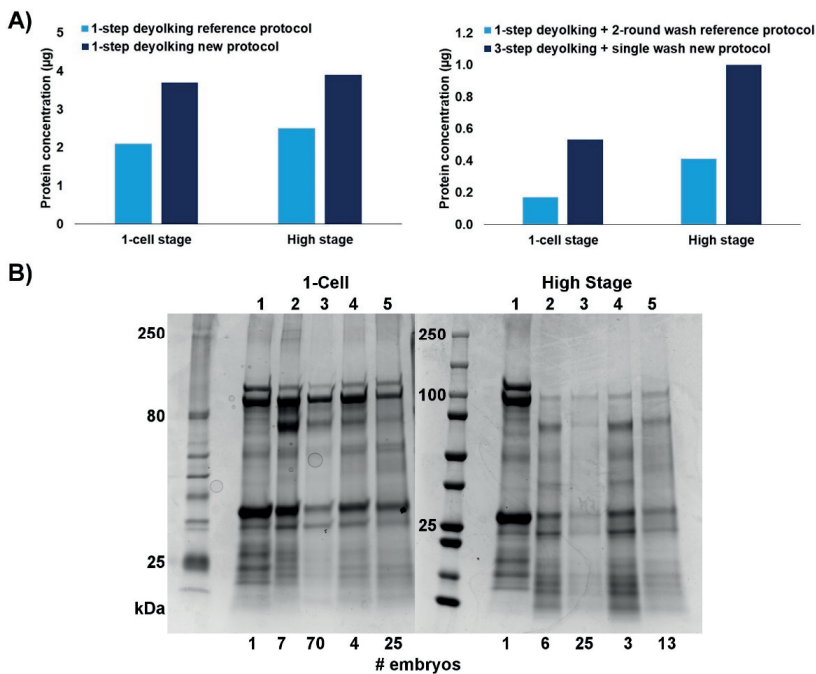 A)
1-step deyolking reference protocol
1-step deyolking new protocol
Protein concentration (µg)
5
4
3
2
1
0
1-cell stage
High stage
1-step deyolking + 2-round wash reference protocol
3-step deyolking + single wash new protocol
Protein concentration (µg)
1.2
1.0
0.8
0.6
0.4
0.2
0.0
1-cell stage
High stage
B)
1-Cell
1 2 3 4 5
High Stage
1 2 3 4 5
250
80
25
kDa
250
100
25
1 7 70 4 25
1 6 25 3 13
# embryos